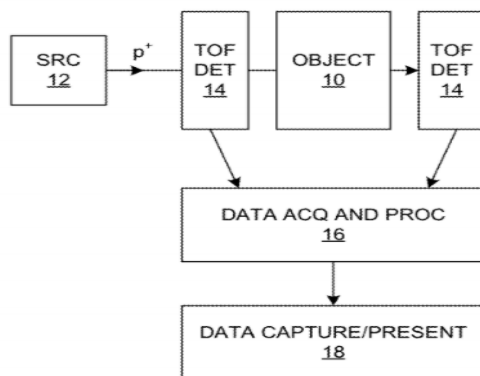 SRC
12
p+
TOF
DET
14
OBJECT
10
TOF
DET
14
DATA ACQ AND PROC
16
DATA CAPTURE/PRESENT
18